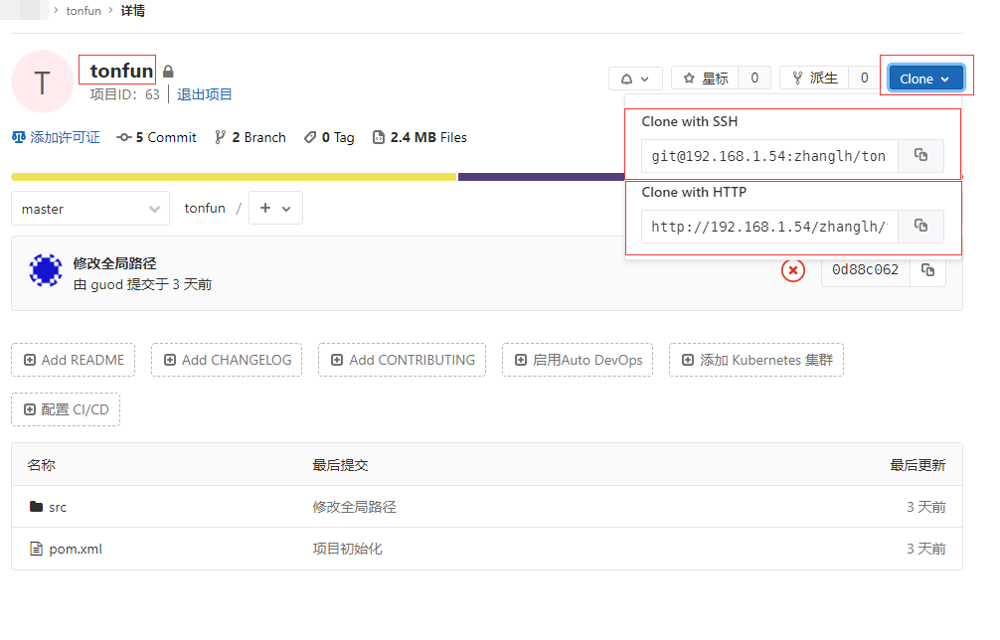 tonfun › 详情
T
tonfun
项目ID: 63 退出项目
星标 0 派生 0 Clone
添加许可证 5 Commit 2 Branch 0 Tag 2.4 MB Files
Clone with SSH
git@192.168.1.54:zhanglh/ton
Clone with HTTP
http://192.168.1.54/zhanglh/
master tonfun / +
修改全局路径
由 guod 提交于 3 天前
0d88c062
Add README Add CHANGELOG Add CONTRIBUTING 启用Auto DevOps 添加 Kubernetes 集群
配置 CI/CD
名称 最后提交 最后更新
src 修改全局路径 3 天前
pom.xml 项目初始化 3 天前